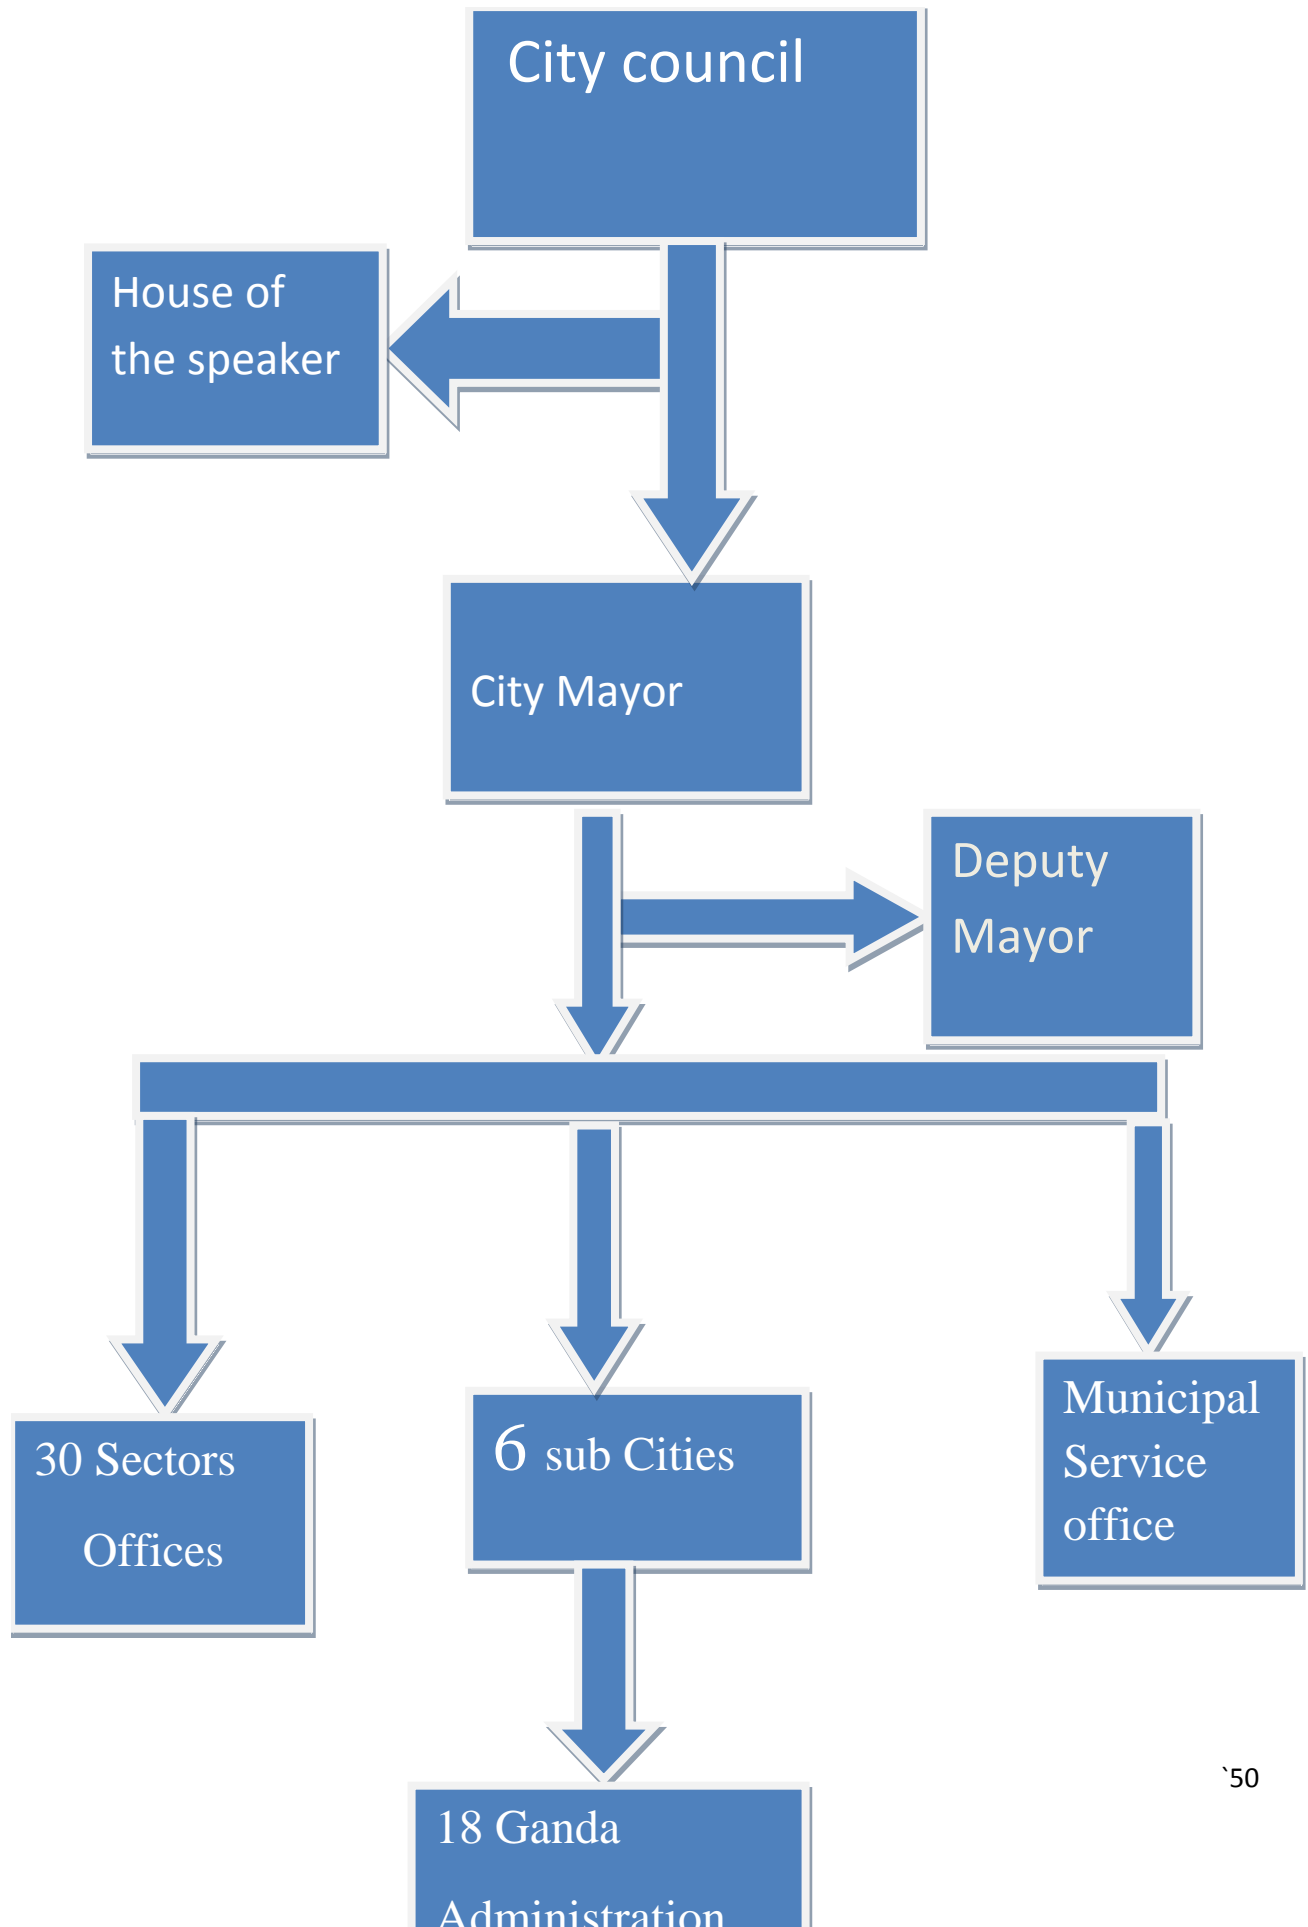 City council
House of
the speaker
City Mayor
Deputy
Mayor
30 Sectors
Offices
6 sub Cities
Municipal
Service
office
`50
18 Ganda
Administration